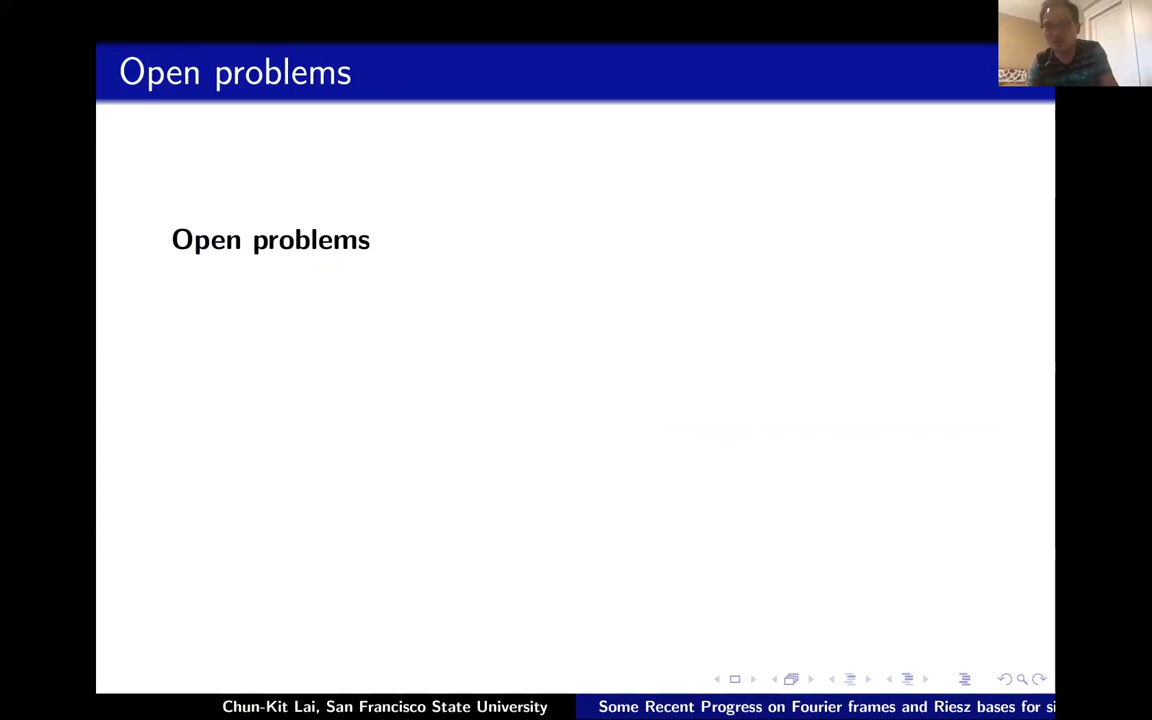 Open problems
Open problems
Chun-Kit Lai, San Francisco State University
Some Recent Progress on Fourier frames and Riesz bases for